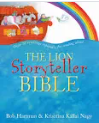 THE LION
STORYTELLER
BIBLE
Bob Hartman & Krisztina Kállai Nagy